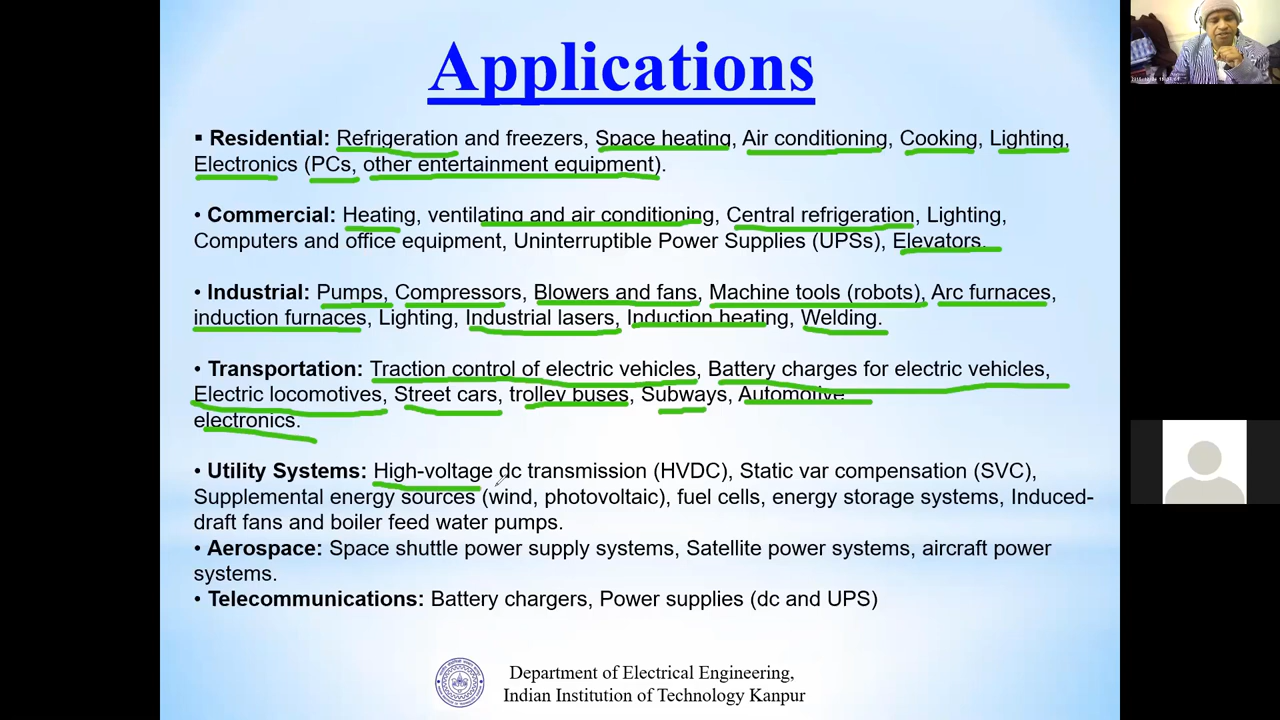 Applications
▪ Residential: Refrigeration and freezers, Space heating, Air conditioning, Cooking, Lighting,
Electronics (PCs, other entertainment equipment).
• Commercial: Heating, ventilating and air conditioning, Central refrigeration, Lighting,
Computers and office equipment, Uninterruptible Power Supplies (UPSs), Elevators.
• Industrial: Pumps, Compressors, Blowers and fans, Machine tools (robots), Arc furnaces,
induction furnaces, Lighting, Industrial lasers, Induction heating, Welding.
• Transportation: Traction control of electric vehicles, Battery charges for electric vehicles,
Electric locomotives, Street cars, trolley buses, Subways, Automotive
electronics.
• Utility Systems: High-voltage dc transmission (HVDC), Static var compensation (SVC),
Supplemental energy sources (wind, photovoltaic), fuel cells, energy storage systems, Induced-
draft fans and boiler feed water pumps.
• Aerospace: Space shuttle power supply systems, Satellite power systems, aircraft power
systems.
• Telecommunications: Battery chargers, Power supplies (dc and UPS)
Department of Electrical Engineering,
Indian Institution of Technology Kanpur